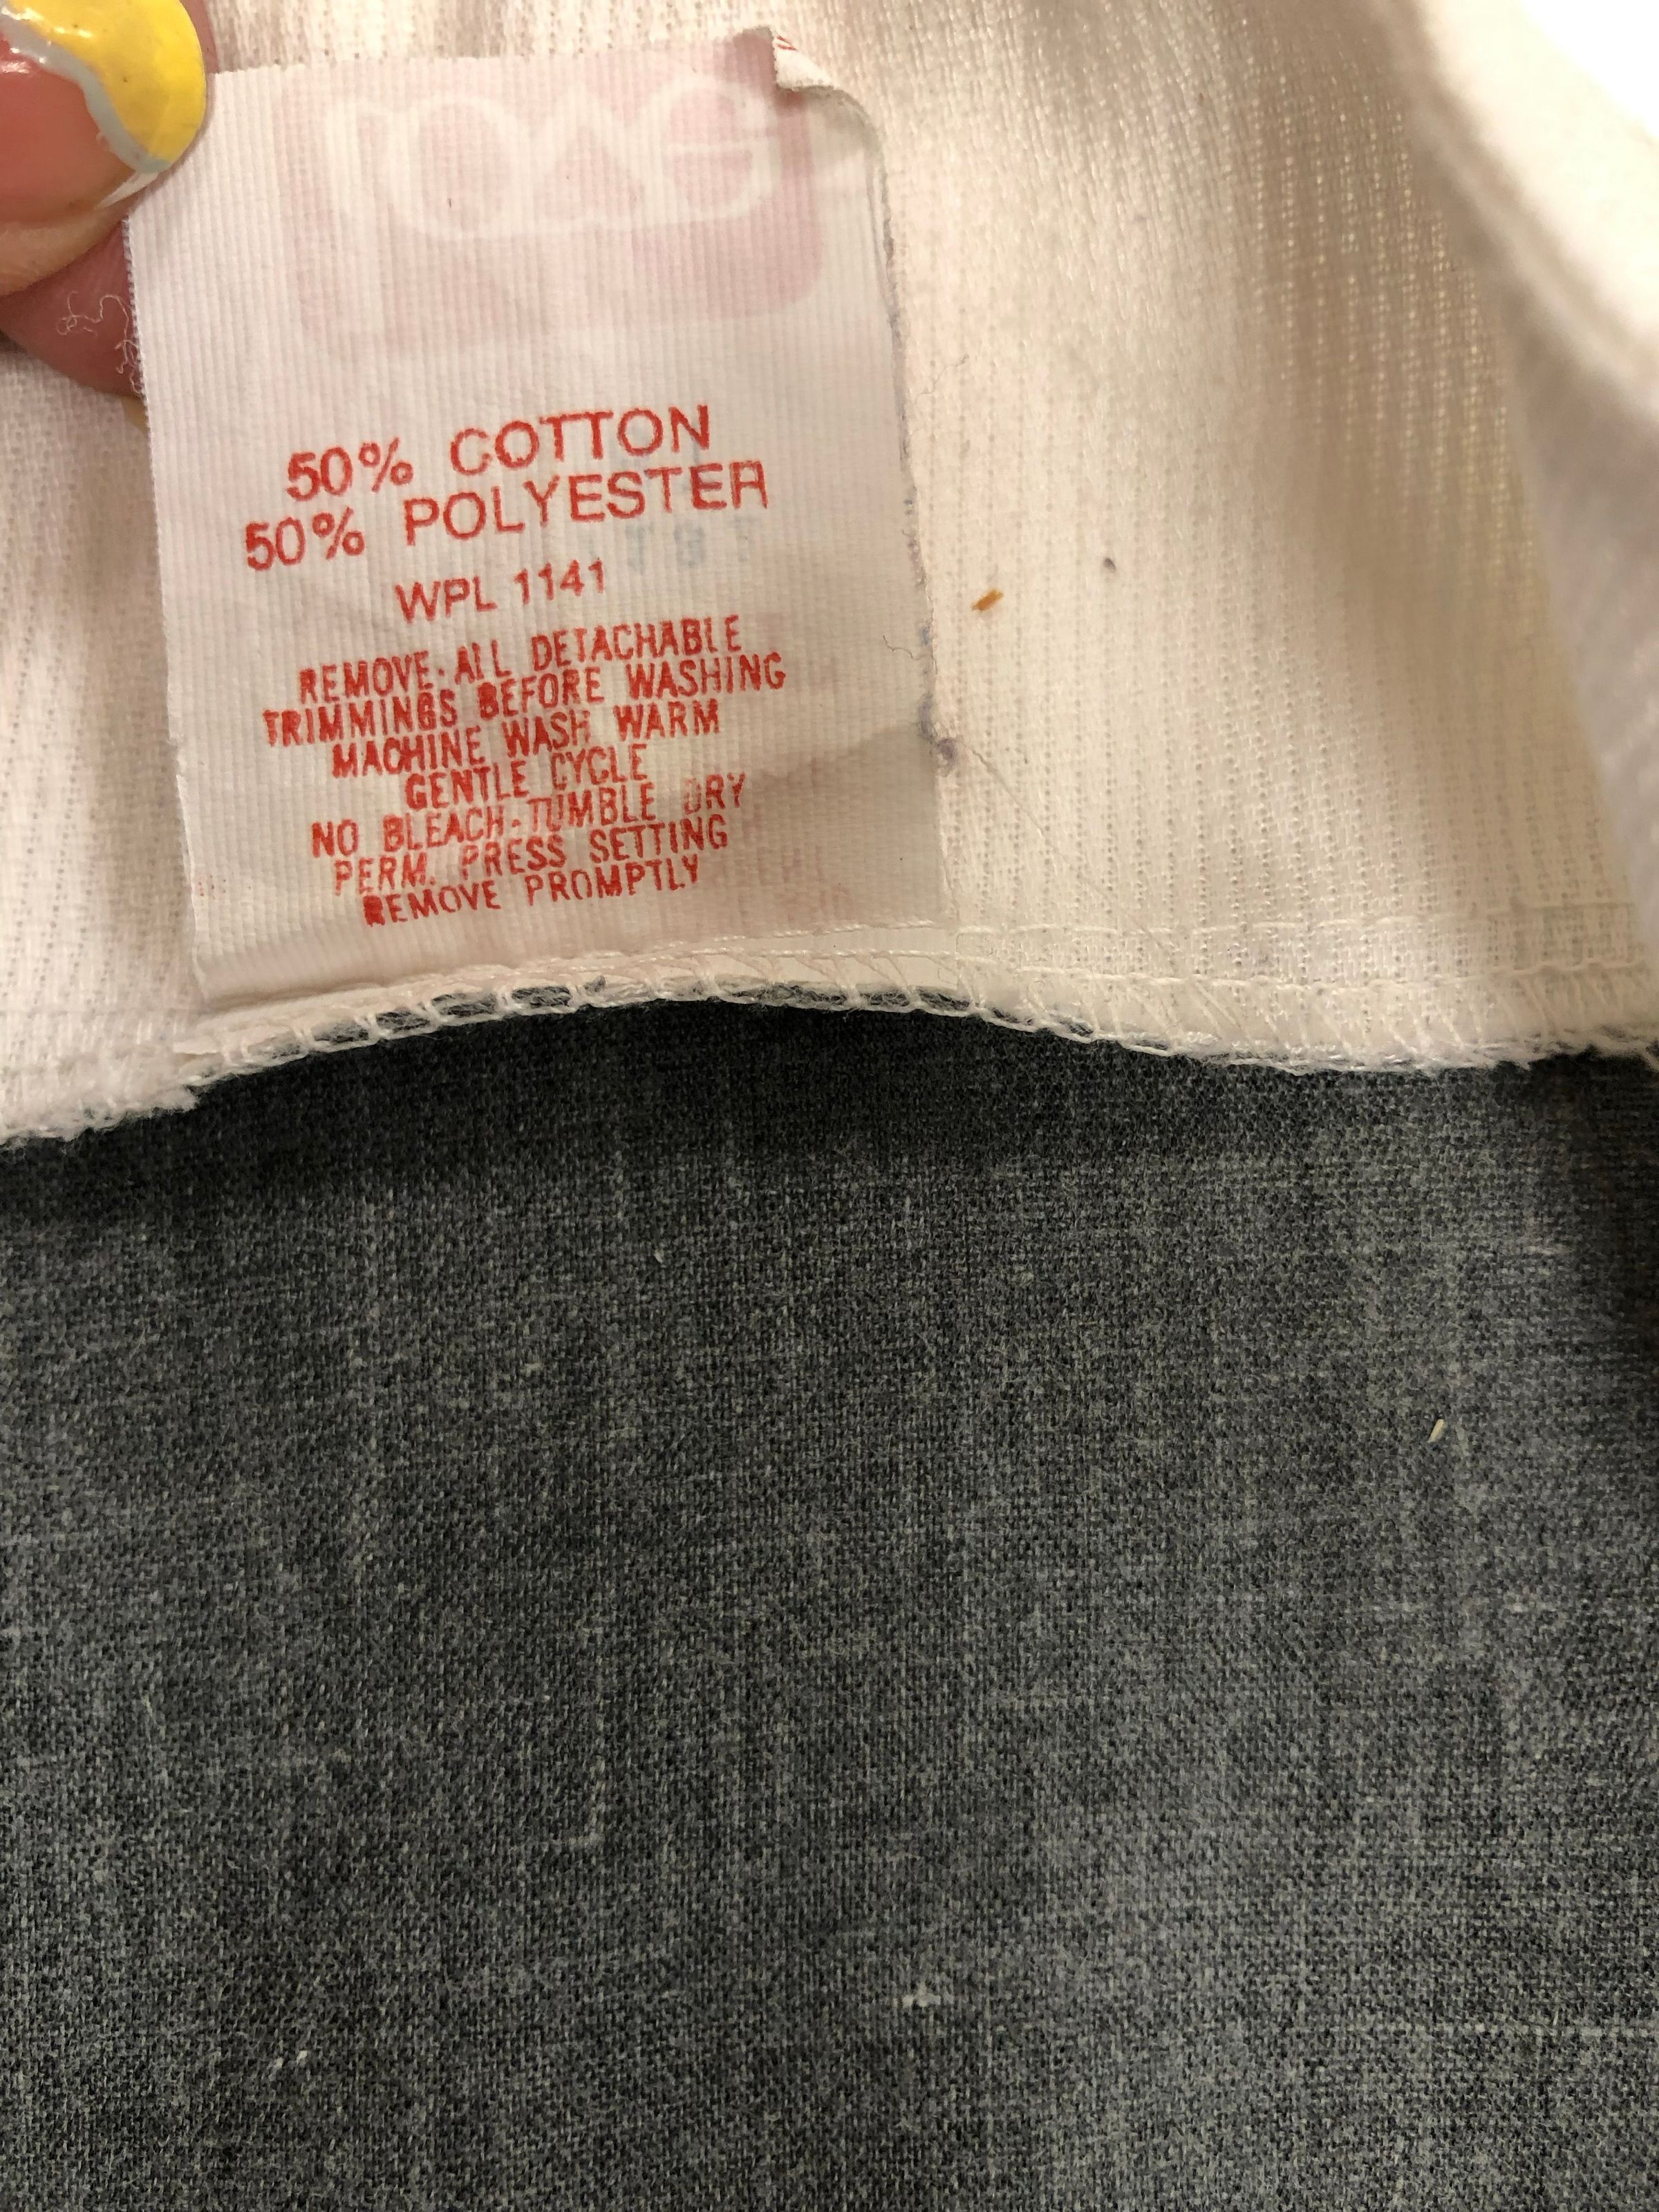 50% COTTON
50% POLYESTER
WPL 1141
REMOVE ALL DETACHABLE
TRIMMINGS BEFORE WASHING
MACHINE WASH WARM
GENTLE CYCLE
NO BLEACH-TUMBLE DRY
PERM. PRESS SETTING
REMOVE PROMPTLY